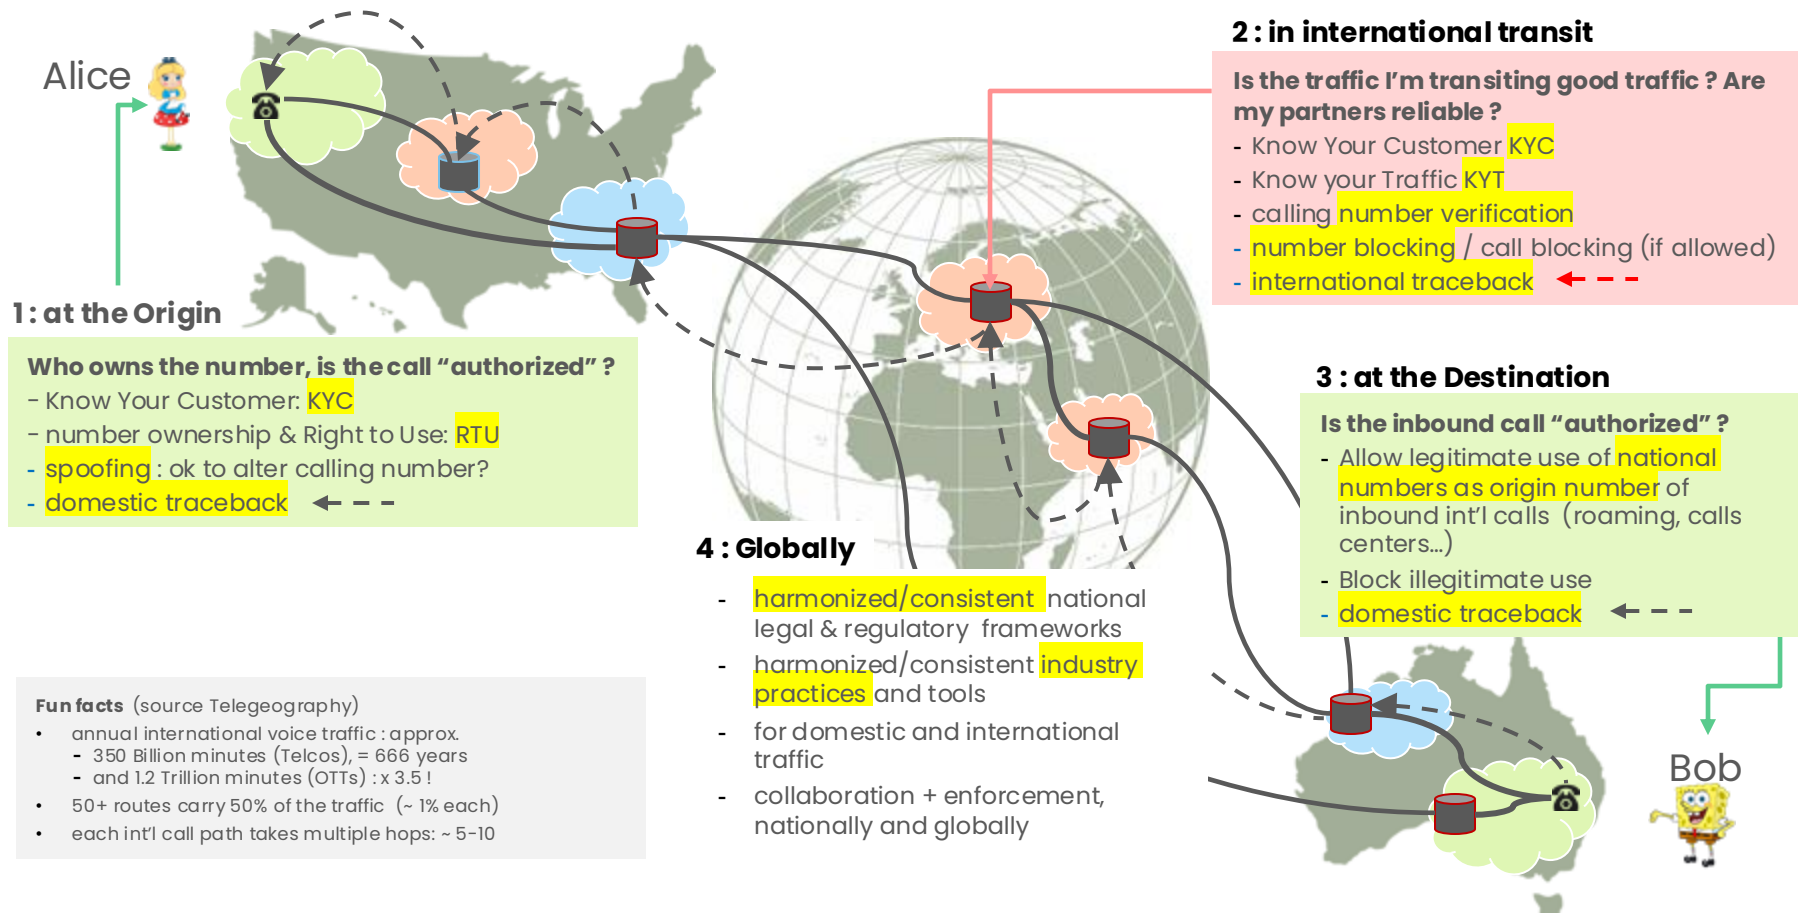 Alice
1 : at the Origin
Who owns the number, is the call “authorized” ?
- Know Your Customer: KYC
- number ownership & Right to Use: RTU
- spoofing : ok to alter calling number?
- domestic traceback
2 : in international transit
Is the traffic I’m transiting good traffic ? Are
my partners reliable ?
- Know Your Customer KYC
- Know your Traffic KYT
- calling number verification
- number blocking / call blocking (if allowed)
- international traceback
3 : at the Destination
Is the inbound call “authorized” ?
- Allow legitimate use of national
numbers as origin number of
inbound int’l calls (roaming, calls
centers…)
- Block illegitimate use
- domestic traceback
Bob
4 : Globally
- harmonized/consistent national
legal & regulatory frameworks
- harmonized/consistent industry
practices and tools
- for domestic and international
traffic
- collaboration + enforcement,
nationally and globally
Fun facts (source Telegeography)
• annual international voice traffic : approx.
- 350 Billion minutes (Telcos), = 666 years
- and 1.2 Trillion minutes (OTTs) : x 3.5 !
• 50+ routes carry 50% of the traffic (~ 1% each)
• each int’l call path takes multiple hops: ~ 5-10